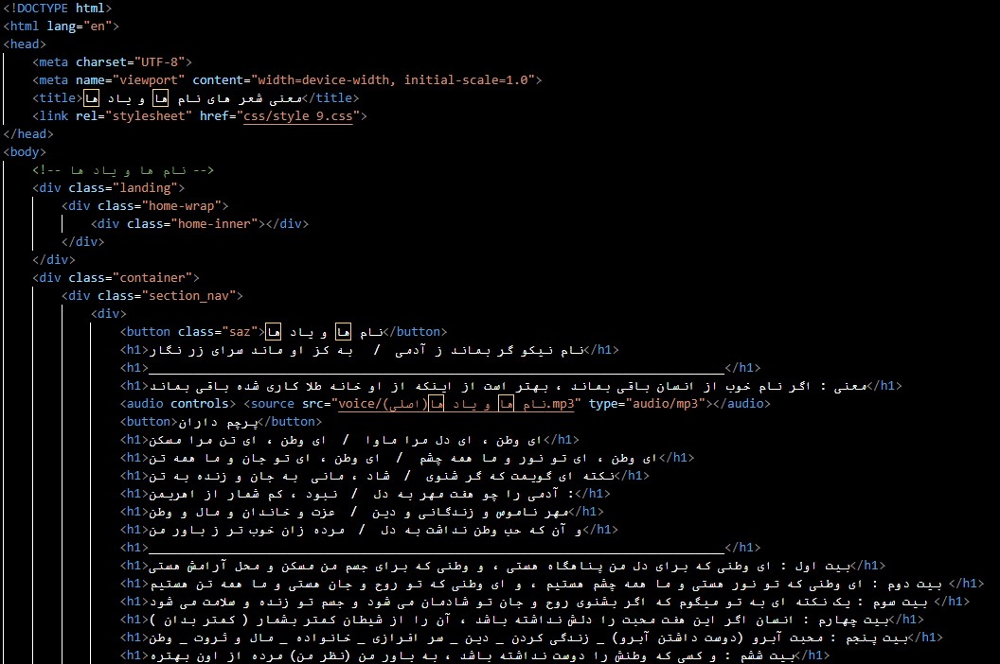 <!DOCTYPE html>
<html lang="en">
<head>
<meta charset="UTF-8">
<meta name="viewport" content="width=device-width, initial-scale=1.0">
<title>معنی شعر های نام ها و یاد ها</title>
<link rel="stylesheet" href="css/style 9.css">
</head>
<body>
<!-- نام ها و یاد ها -->
<div class="landing">
<div class="home-wrap">
<div class="home-inner"></div>
</div>
</div>
<div class="container">
<div class="section_nav">
<div>
<button class="saz">نام ها و یاد ها</button>
<h1>نام نیکو گر بماند ز آدمی / به کز او ماند سرای زر نگار</h1>
<h1>_______________________________________________________________________________</h1>
<h1>معنی : اگر نام خوب از انسان باقی بماند ، بهتر است از اینکه از او خانه طلا کاری شده باقی بماند</h1>
<audio controls> <source src="voice/(اصلی)نام ها و یاد ها.mp3" type="audio/mp3"></audio>
<button>پرچم داران</button>
<h1>ای وطن ، ای دل مرا ماوا / ای وطن ، ای تن مرا مسکن</h1>
<h1>ای وطن ، ای تو نور و ما همه چشم / ای وطن ، ای تو جان و ما همه تن</h1>
<h1>نکته ای گویمت که گر شنوی / شاد ، مانی به جان و زنده به تن</h1>
<h1>: آدمی را چو هفت مهر به دل / نبود ، کم شمار از اهریمن</h1>
<h1>مهر ناموس و زندگانی و دین / عزت و خاندان و مال و وطن</h1>
<h1>و آن که حب وطن نداشت به دل / مرده زان خوب تر ز باور من</h1>
<h1>_______________________________________________________________________________</h1>
<h1>بیت اول : ای وطنی که برای دل من پناهگاه هستی ، و وطنی که برای جسم من مسکن و محل آرامش هستی</h1>
<h1>بیت دوم : ای وطنی که تو نور هستی و ما همه چشم هستیم ، و ای وطنی که تو روح و جان هستی و ما همه تن هستیم </h1>
<h1>بیت سوم : یک نکته ای به تو میگوم که اگر بشنوی روح و جان تو شادمان می شود و جسم تو زنده و سلامت می شود </h1>
<h1>بیت چهارم : انسان اگر این هفت محبت را دلش نداشته باشد ، آن را از شیطان کمتر بشمار ( کمتر بدان )</h1>
<h1>بیت پنجم : محبت آبرو (دوست داشتن آبرو) _ زندگی کردن _ دین _ سر افرازی _ خانواده _ مال و ثروت _ وطن</h1>
<h1>بیت ششم : و کسی که وطنش را دوست نداشته باشد ، به باور من (نظر من) مرده از اون بهتره</h1>